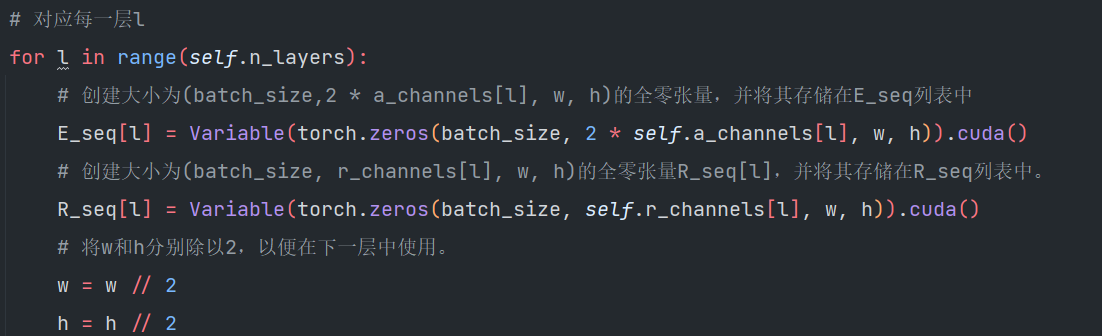 # 对应每一层l
for l in range(self.n_layers):
    # 创建大小为(batch_size,2 * a_channels[l], w, h)的全零张量，并将其存储在E_seq列表中
    E_seq[l] = Variable(torch.zeros(batch_size, 2 * self.a_channels[l], w, h)).cuda()
    # 创建大小为(batch_size, r_channels[l], w, h)的全零张量R_seq[l]，并将其存储在R_seq列表中。
    R_seq[l] = Variable(torch.zeros(batch_size, self.r_channels[l], w, h)).cuda()
    # 将w和h分别除以2，以便在下一层中使用。
    w = w // 2
    h = h // 2